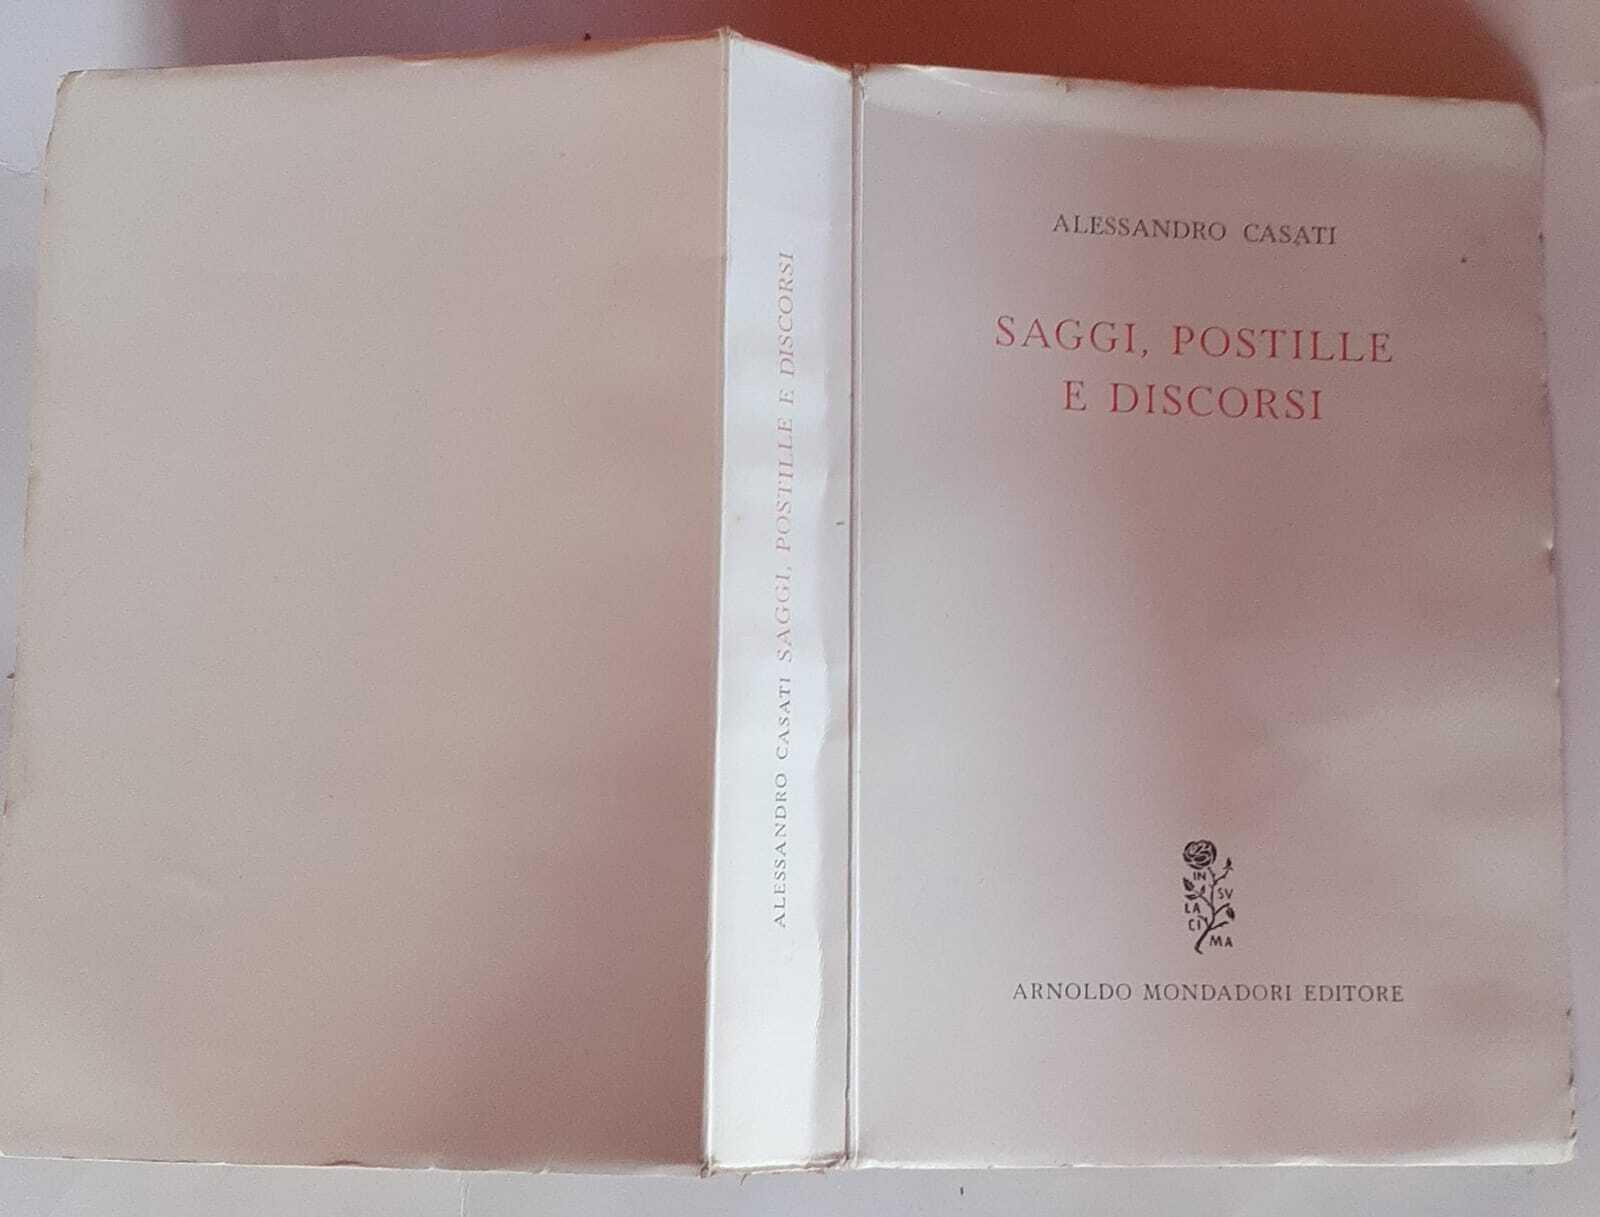 ALESSANDRO CASATI SAGGI, POSTILLE E DISCORSI
ALESSANDRO CASATI
SAGGI, POSTILLE
E DISCORSI
IN
LA SV
CI MA
ARNOLDO MONDADORI EDITORE